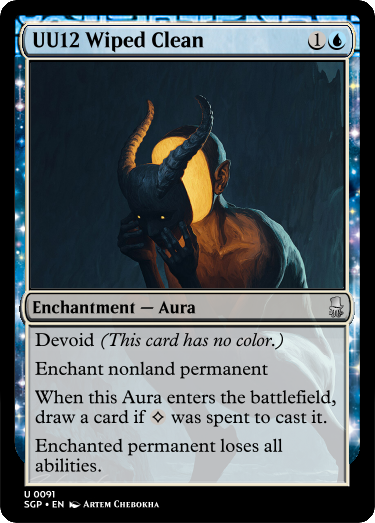 UU12 Wiped Clean 1
Enchantment — Aura
Devoid (This card has no color.)
Enchant nonland permanent
When this Aura enters the battlefield,
draw a card if was spent to cast it.
Enchanted permanent loses all
abilities.
U 0091
SGP • EN Artem Chebokha